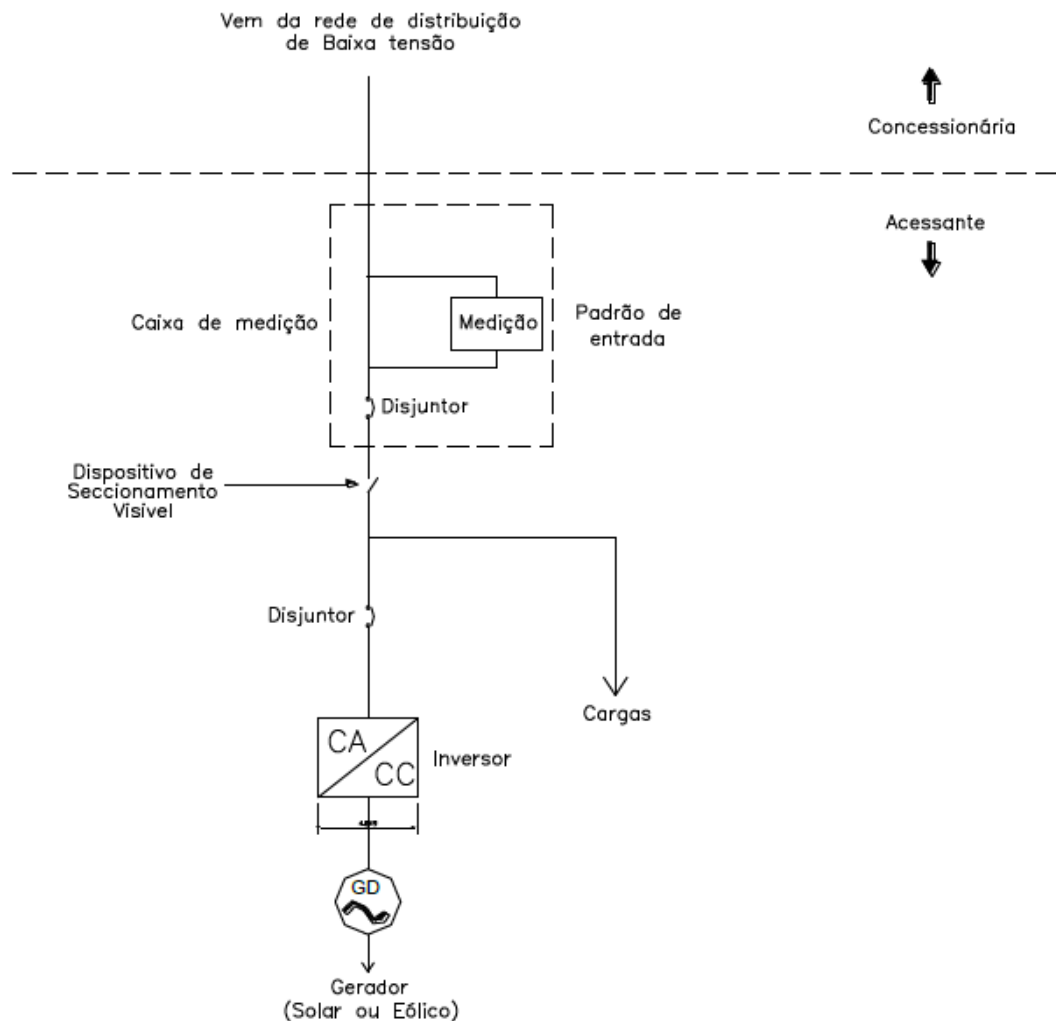 Vem da rede de distribuição
de Baixa tensão
Concessionária
Acessante
Caixa de medição
Medição
Padrão de
entrada
Disjuntor
Dispositivo de
Seccionamento
Visivel
Disjuntor
Cargas
CA
CC
Inversor
GD
Gerador
(Solar ou Eólico)